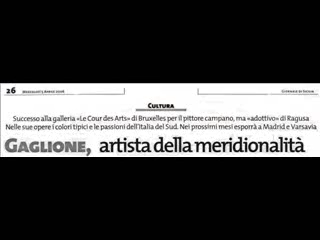 26
CULTURA
Successo alla galleria «Le Cour des Arts» di Bruxelles per il pittore campano, ma «adottivo» di Ragusa
Nelle sue opere i colori tipici e le passioni dell'Italia del Sud. Nei prossimi mesi esporrà a Madrid e Varsavia
GAGLIONE, artista della meridionalità